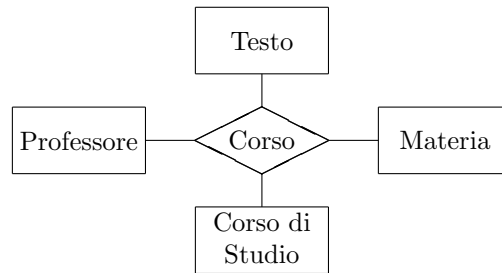 Testo
Professore
Corso
Materia
Corso di
Studio